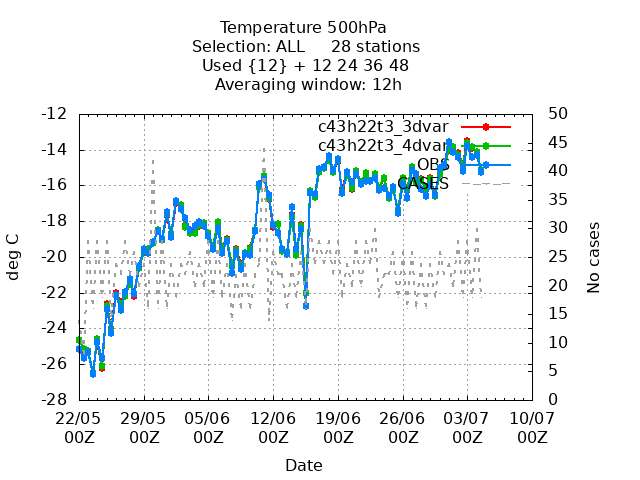 Temperature 500hPa
Selection: ALL 28 stations
Used {12} + 12 24 36 48
Averaging window: 12h
c43h22t3_3dvar
c43h22t3_4dvar
OBS
CASES
deg C
-12
-14
-16
-18
-20
-22
-24
-26
-28
No cases
50
45
40
35
30
25
20
15
10
5
0
22/05 29/05 05/06 12/06 19/06 26/06 03/07 10/07
00Z 00Z 00Z 00Z 00Z 00Z 00Z 00Z
Date